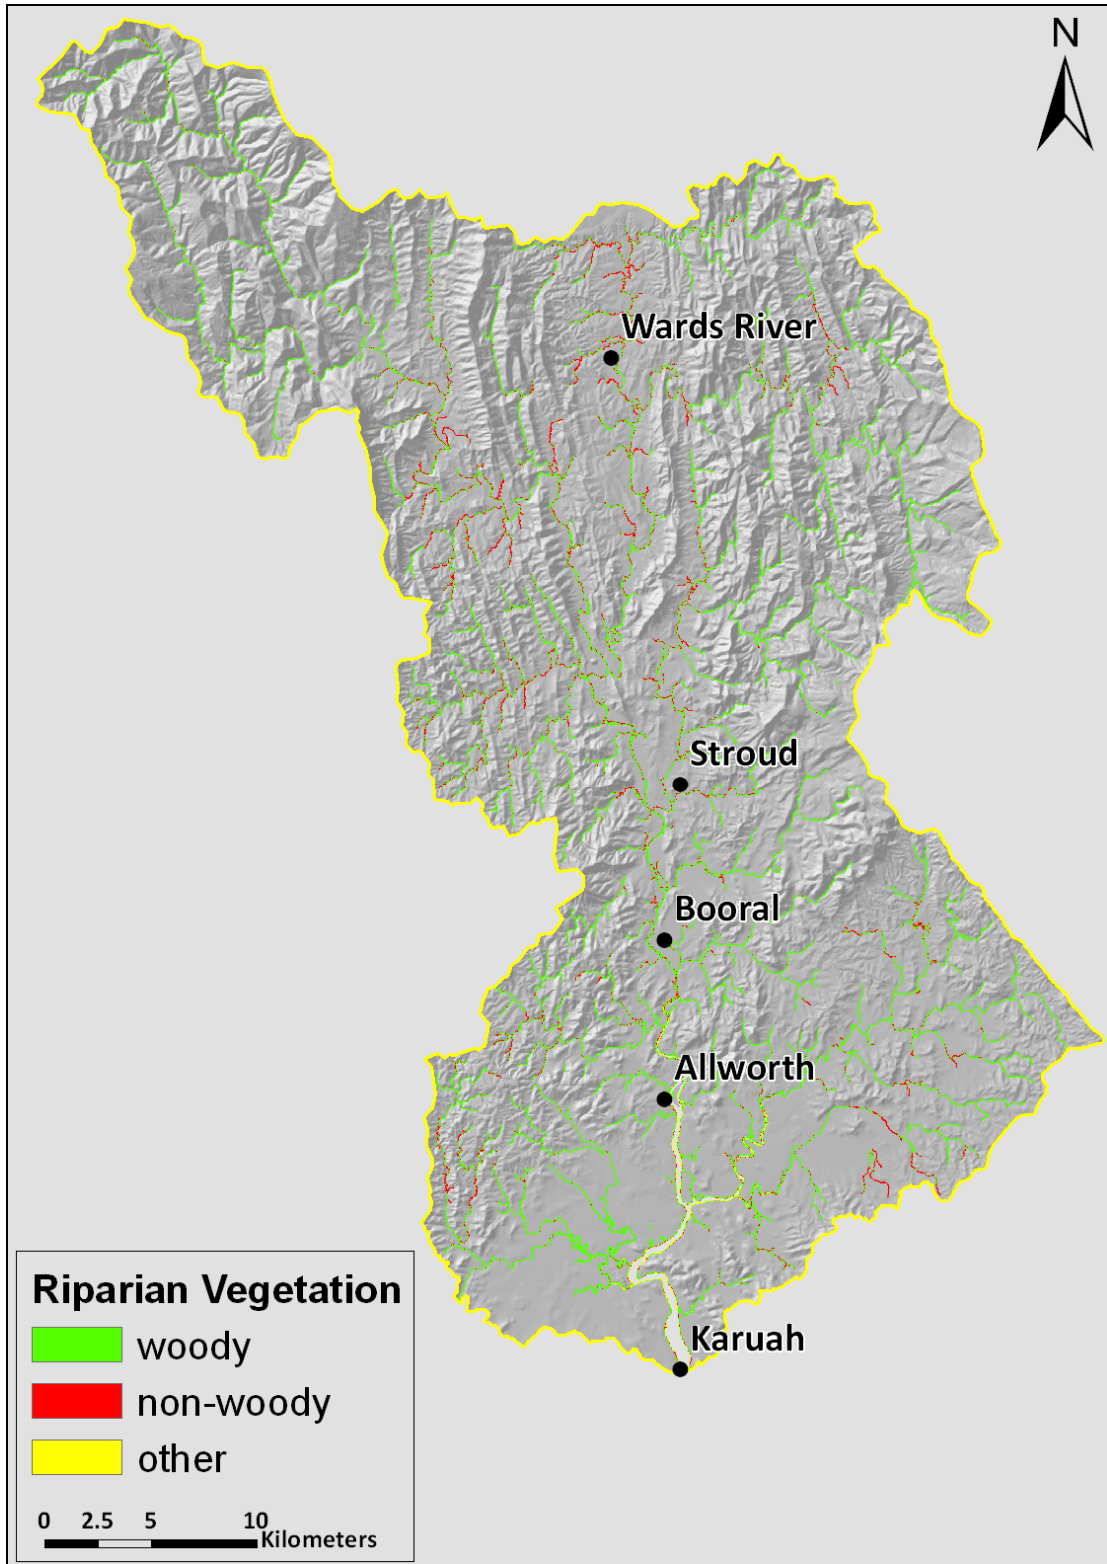 N
Wards River
Stroud
Booral
Allworth
Karuah
Riparian Vegetation
woody
non-woody
other
0 2.5 5 10
Kilometers